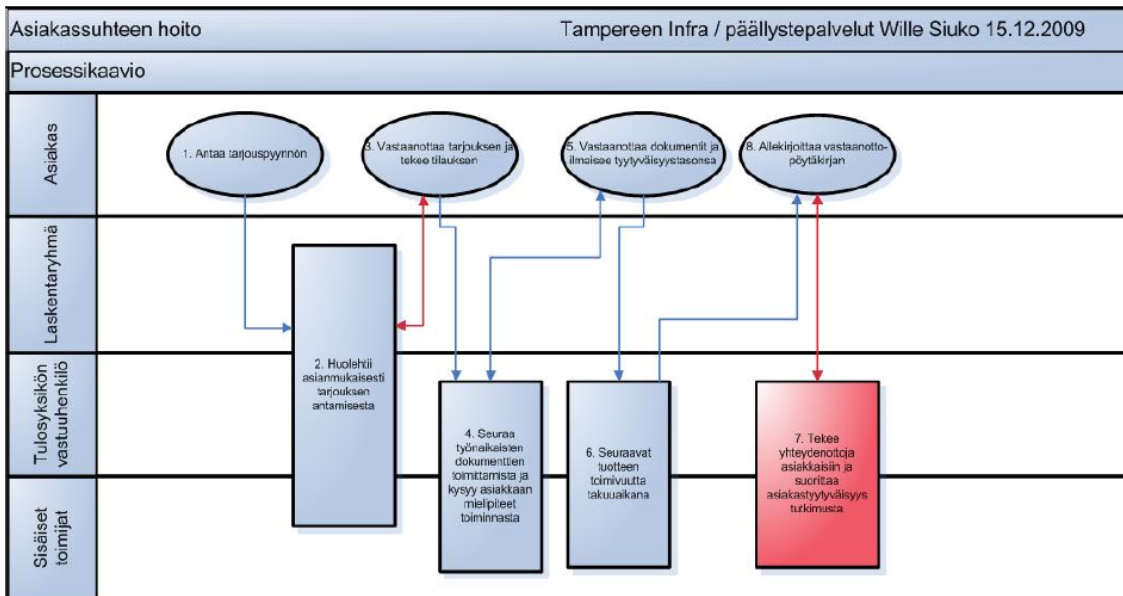 Asiakassuhteen hoito
Tampereen Infra / päällystepalvelut Wille Siuko 15.12.2009
Prosessikaavio
Asiakas
1. Antaa tarjouspyynnön
3. Vastaanottaa tarjouksen ja
tekee tilauksen
5. Vastaanottaa dokumentit ja
ilmaisee tyytyväisyystasonsa
8. Allekirjoittaa vastaanotto-
pöytäkirjan
Laskentaryhmä
Tulosyksikön
vastuuhenkilö
2. Huolehtii
asianmukaisesti
tarjouksen
antamisesta
4. Seuraa
työnaikaisten
dokumenttien
toimittamista ja
kysyy asiakkaan
mielipiteet
toiminnasta
6. Seuraavat
tuotteen
toimivuutta
takuuaikana
7. Tekee
yhteydenottoja
asiakkaisiin ja
suorittaa
asiakastyytyväisyys
tutkimusta
Sisäiset
toimijat